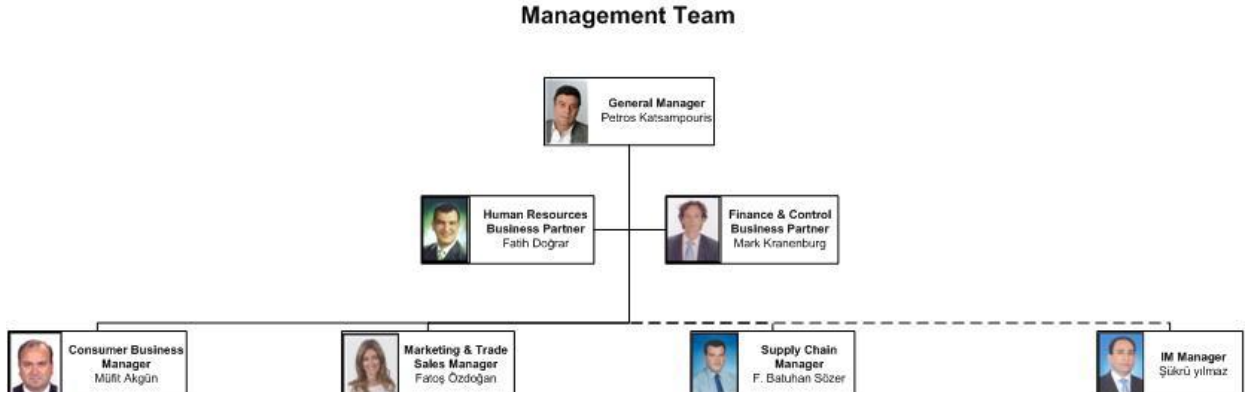 Management Team
General Manager
Petros Katsampouris
Human Resources
Business Partner
Fatih Doğrar
Finance & Control
Business Partner
Mark Kranenburg
Consumer Business
Manager
Müfit Akgün
Marketing & Trade
Sales Manager
Fatoş Özdoğan
Supply Chain
Manager
F. Batuhan Sözer
IM Manager
Şükrü yılmaz